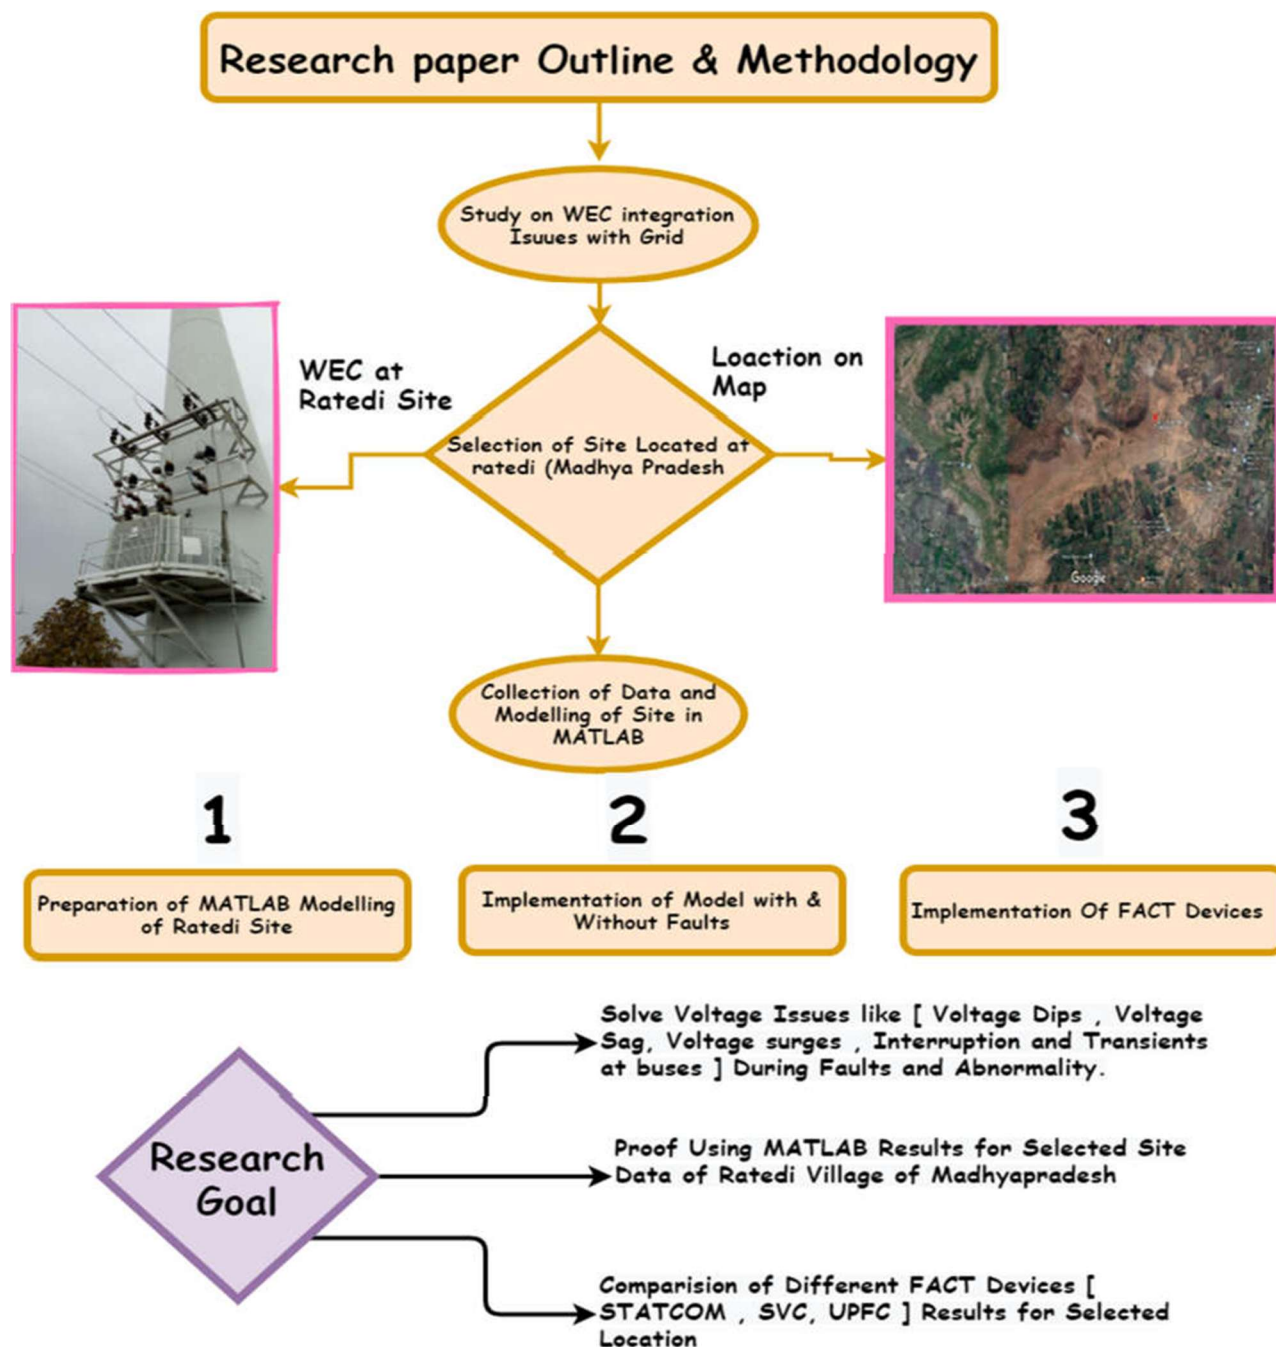 Research paper Outline & Methodology
Study on WEC integration
Isuues with Grid
WEC at
Ratedi Site
Loaction on
Map
Selection of Site Located at
ratedi (Madhya Pradesh
Google
Collection of Data and
Modelling of Site in
MATLAB
1
2
3
Preparation of MATLAB Modelling
of Ratedi Site
Implementation of Model with &
Without Faults
Implementation Of FACT Devices
Solve Voltage Issues like [ Voltage Dips , Voltage
Sag, Voltage surges , Interruption and Transients
at buses ] During Faults and Abnormality.
Research
Goal
Proof Using MATLAB Results for Selected Site
Data of Ratedi Village of Madhyapradesh
Comparision of Different FACT Devices [
STATCOM , SVC, UPFC ] Results for Selected
Location